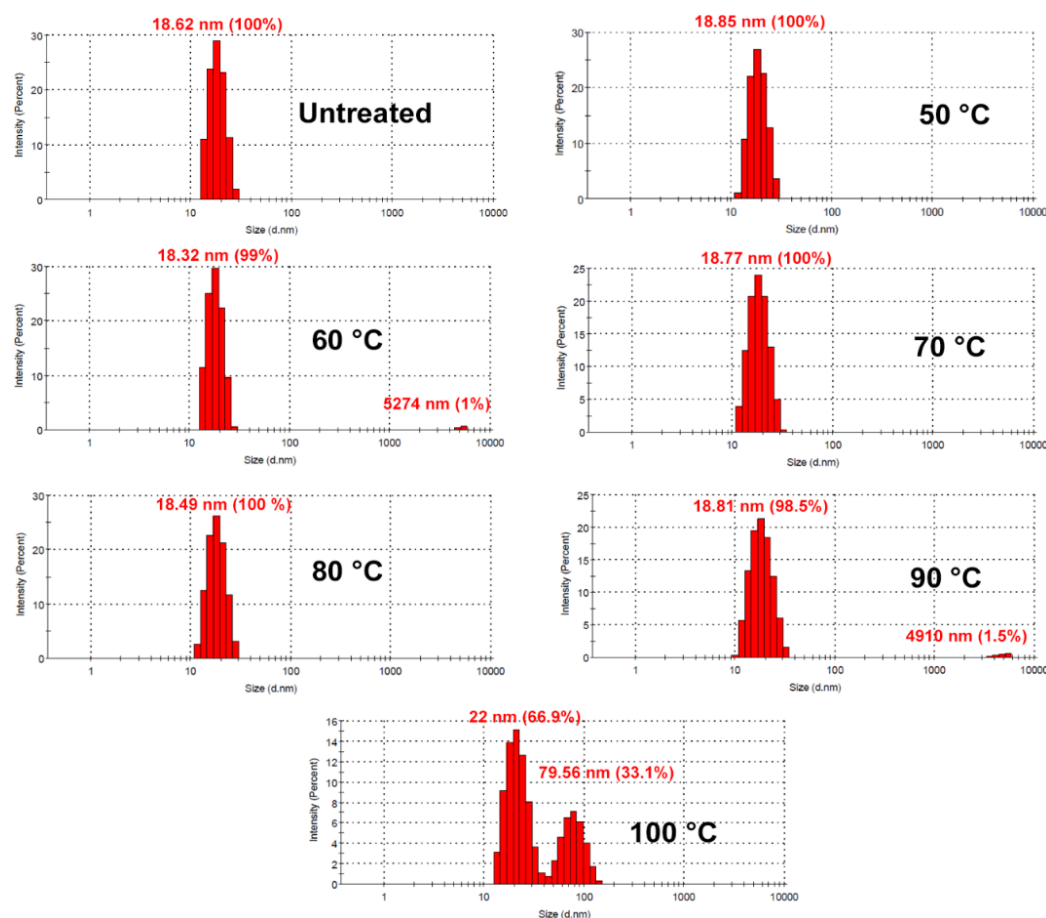 18.62 nm (100%)
30
20
10
0
Intensity (Percent)
1
10
100
1000
10000
Size (d.nm)
Untreated
18.85 nm (100%)
30
20
10
0
Intensity (Percent)
1
10
100
1000
10000
Size (d.nm)
50 °C
18.32 nm (99%)
30
20
10
0
Intensity (Percent)
1
10
100
1000
10000
Size (d.nm)
60 °C
5274 nm (1%)
18.77 nm (100%)
25
20
15
10
5
0
Intensity (Percent)
1
10
100
1000
10000
Size (d.nm)
70 °C
18.49 nm (100 %)
30
20
10
0
Intensity (Percent)
1
10
100
1000
10000
Size (d.nm)
80 °C
18.81 nm (98.5%)
25
20
15
10
5
0
Intensity (Percent)
1
10
100
1000
10000
Size (d.nm)
90 °C
4910 nm (1.5%)
22 nm (66.9%)
79.56 nm (33.1%)
16
14
12
10
8
6
4
2
0
Intensity (Percent)
1
10
100
1000
10000
Size (d.nm)
100 °C